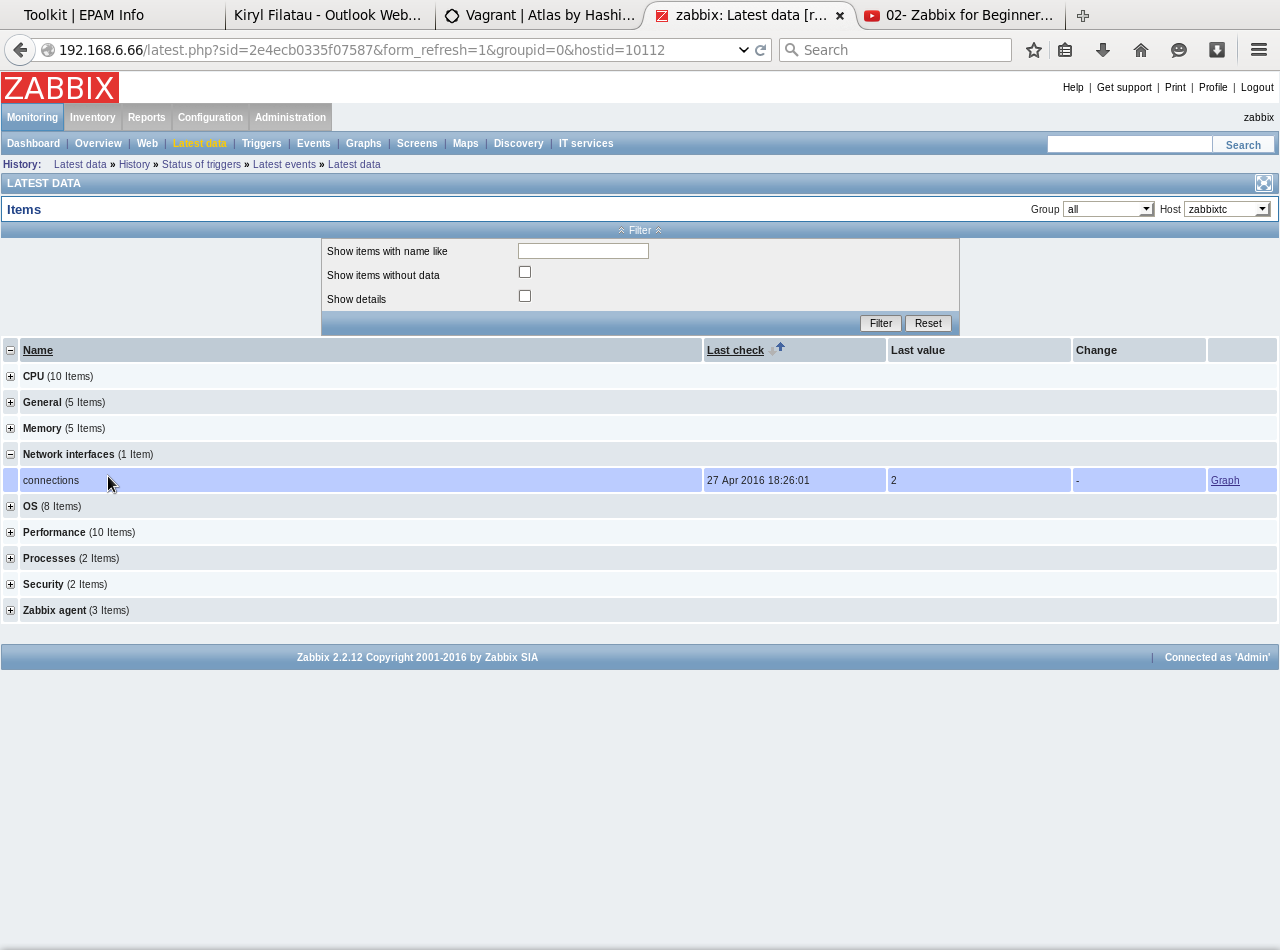 Toolkit | EPAM Info Kiryl Filatau - Outlook Web... Vagrant | Atlas by Hashi... zabbix: Latest data [r... 02- Zabbix for Beginner...
192.168.6.66/latest.php?sid=2e4ecb0335f07587&form_refresh=1&groupid=0&hostid=10112 Search
ZABBIX Help | Get support | Print | Profile | Logout
Monitoring Inventory Reports Configuration Administration zabbix
Dashboard | Overview | Web | Latest data | Triggers | Events | Graphs | Screens | Maps | Discovery | IT services Search
History: Latest data » History » Status of triggers » Latest events » Latest data
LATEST DATA
Items Group all Host zabbixtc
Filter
Show items with name like
Show items without data
Show details
Filter Reset
Name Last check Last value Change
CPU (10 Items)
General (5 Items)
Memory (5 Items)
Network interfaces (1 Item)
connections 27 Apr 2016 18:26:01 2 - Graph
OS (8 Items)
Performance (10 Items)
Processes (2 Items)
Security (2 Items)
Zabbix agent (3 Items)
Zabbix 2.2.12 Copyright 2001-2016 by Zabbix SIA | Connected as 'Admin'